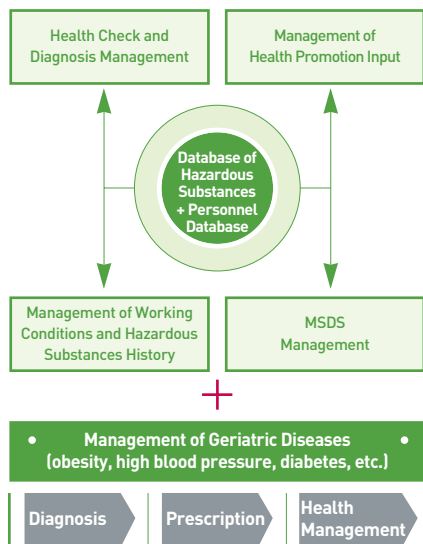 Health Check and
Diagnosis Management
Management of
Health Promotion Input
Database of
Hazardous
Substances
+ Personnel
Database
Management of Working
Conditions and Hazardous
Substances History
MSDS
Management
+
• Management of Geriatric Diseases •
(obesity, high blood pressure, diabetes, etc.)
Diagnosis
Prescription
Health
Management